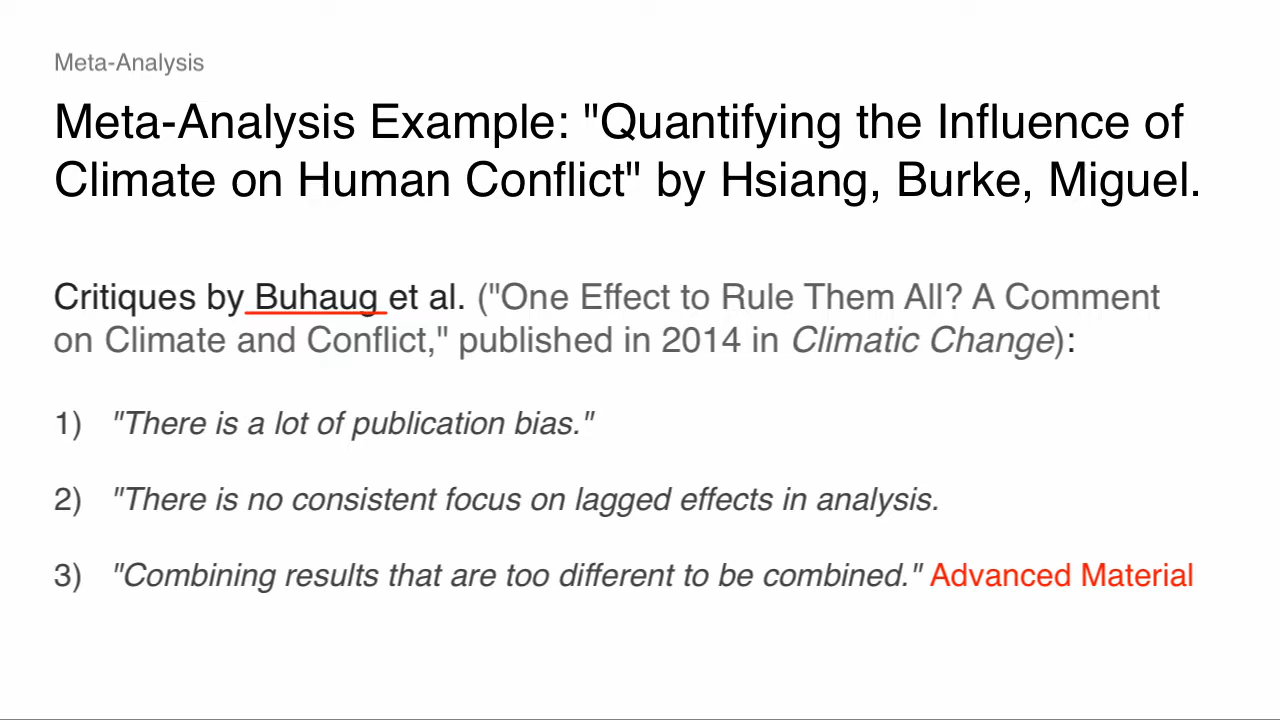 Meta-Analysis
Meta-Analysis Example: "Quantifying the Influence of
Climate on Human Conflict" by Hsiang, Burke, Miguel.
Critiques by Buhaug et al. ("One Effect to Rule Them All? A Comment
on Climate and Conflict," published in 2014 in Climatic Change):
1) "There is a lot of publication bias."
2) "There is no consistent focus on lagged effects in analysis.
3) "Combining results that are too different to be combined." Advanced Material